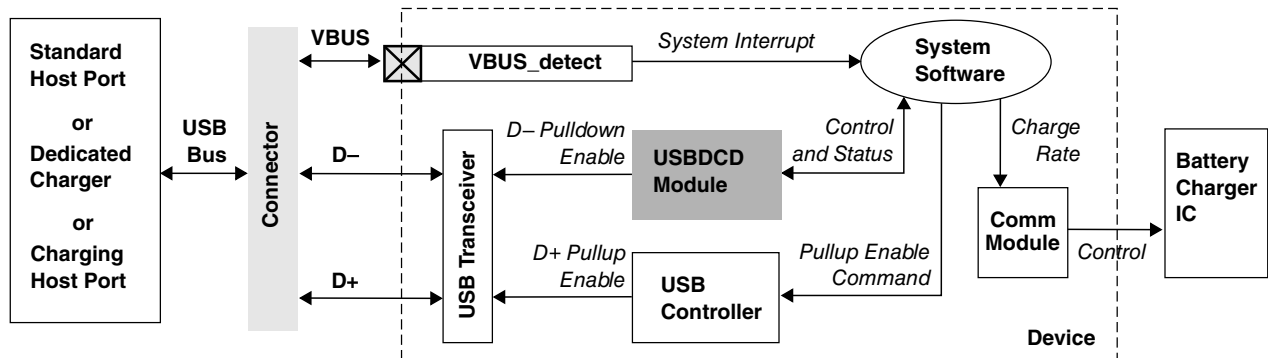 Standard
Host Port
or
Dedicated
Charger
or
Charging
Host Port
USB
Bus
Connector
VBUS
D–
D+
VBUS_detect
System Interrupt
System
Software
USB Transceiver
D– Pulldown
Enable
USBDCD
Module
Control
and Status
Charge
Rate
D+ Pullup
Enable
USB
Controller
Pullup Enable
Command
Comm
Module
Control
Battery
Charger
IC
Device